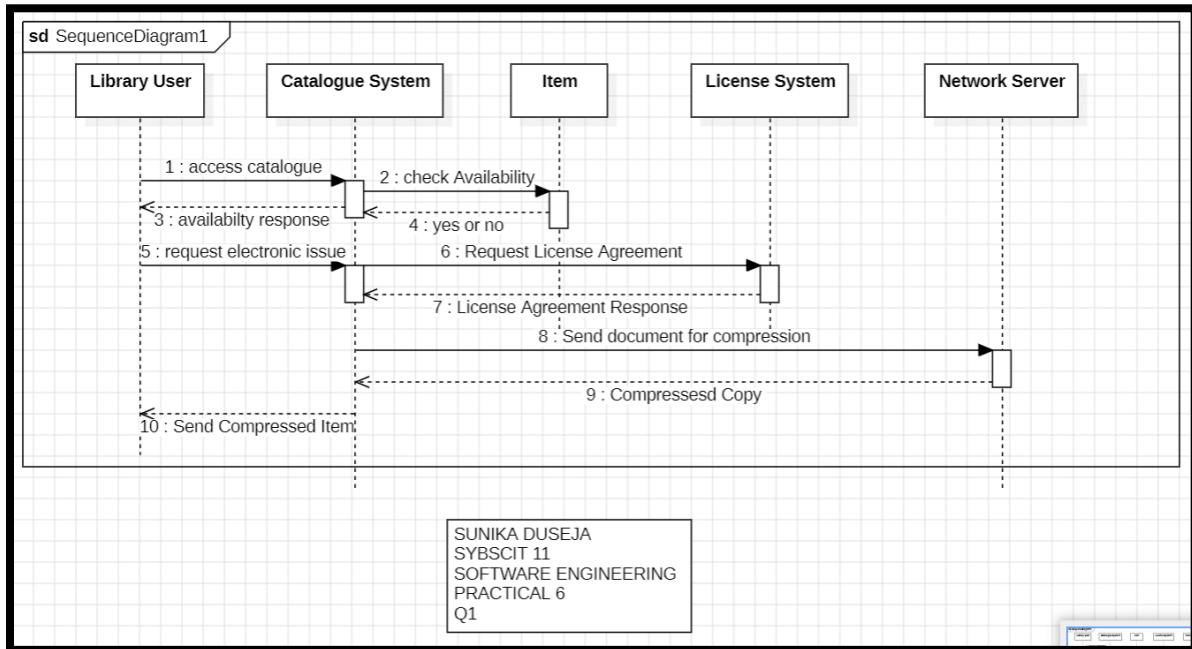 sd SequenceDiagram1
Library User
Catalogue System
Item
License System
Network Server
1 : access catalogue
2 : check Availability
3 : availabilty response
4 : yes or no
5 : request electronic issue
6 : Request License Agreement
7 : License Agreement Response
8 : Send document for compression
9 : Compressesd Copy
10 : Send Compressed Item
SUNIKA DUSEJA
SYBSCIT 11
SOFTWARE ENGINEERING
PRACTICAL 6
Q1